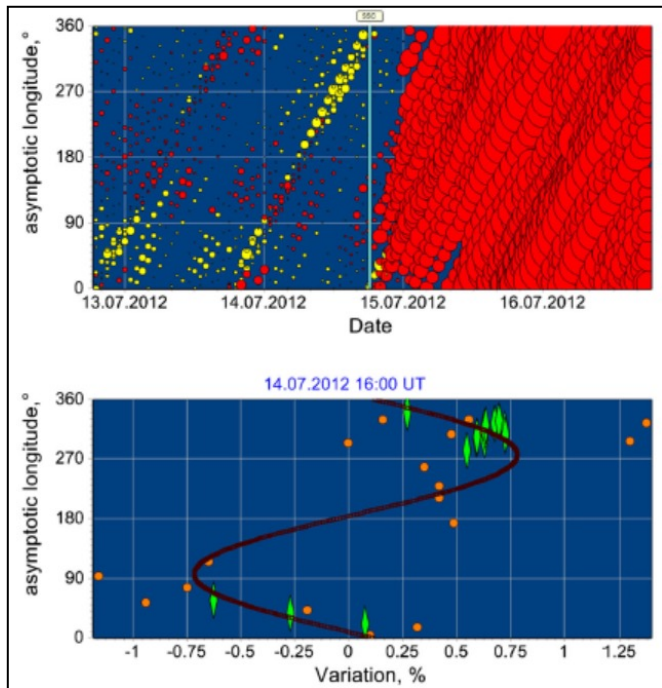 550
360
270
180
90
0
asymptotic longitude,°
13.07.2012 14.07.2012 15.07.2012 16.07.2012
Date
14.07.2012 16:00 UT
360
270
180
90
0
asymptotic longitude,°
-1 -0.75 -0.5 -0.25 0 0.25 0.5 0.75 1 1.25
Variation, %